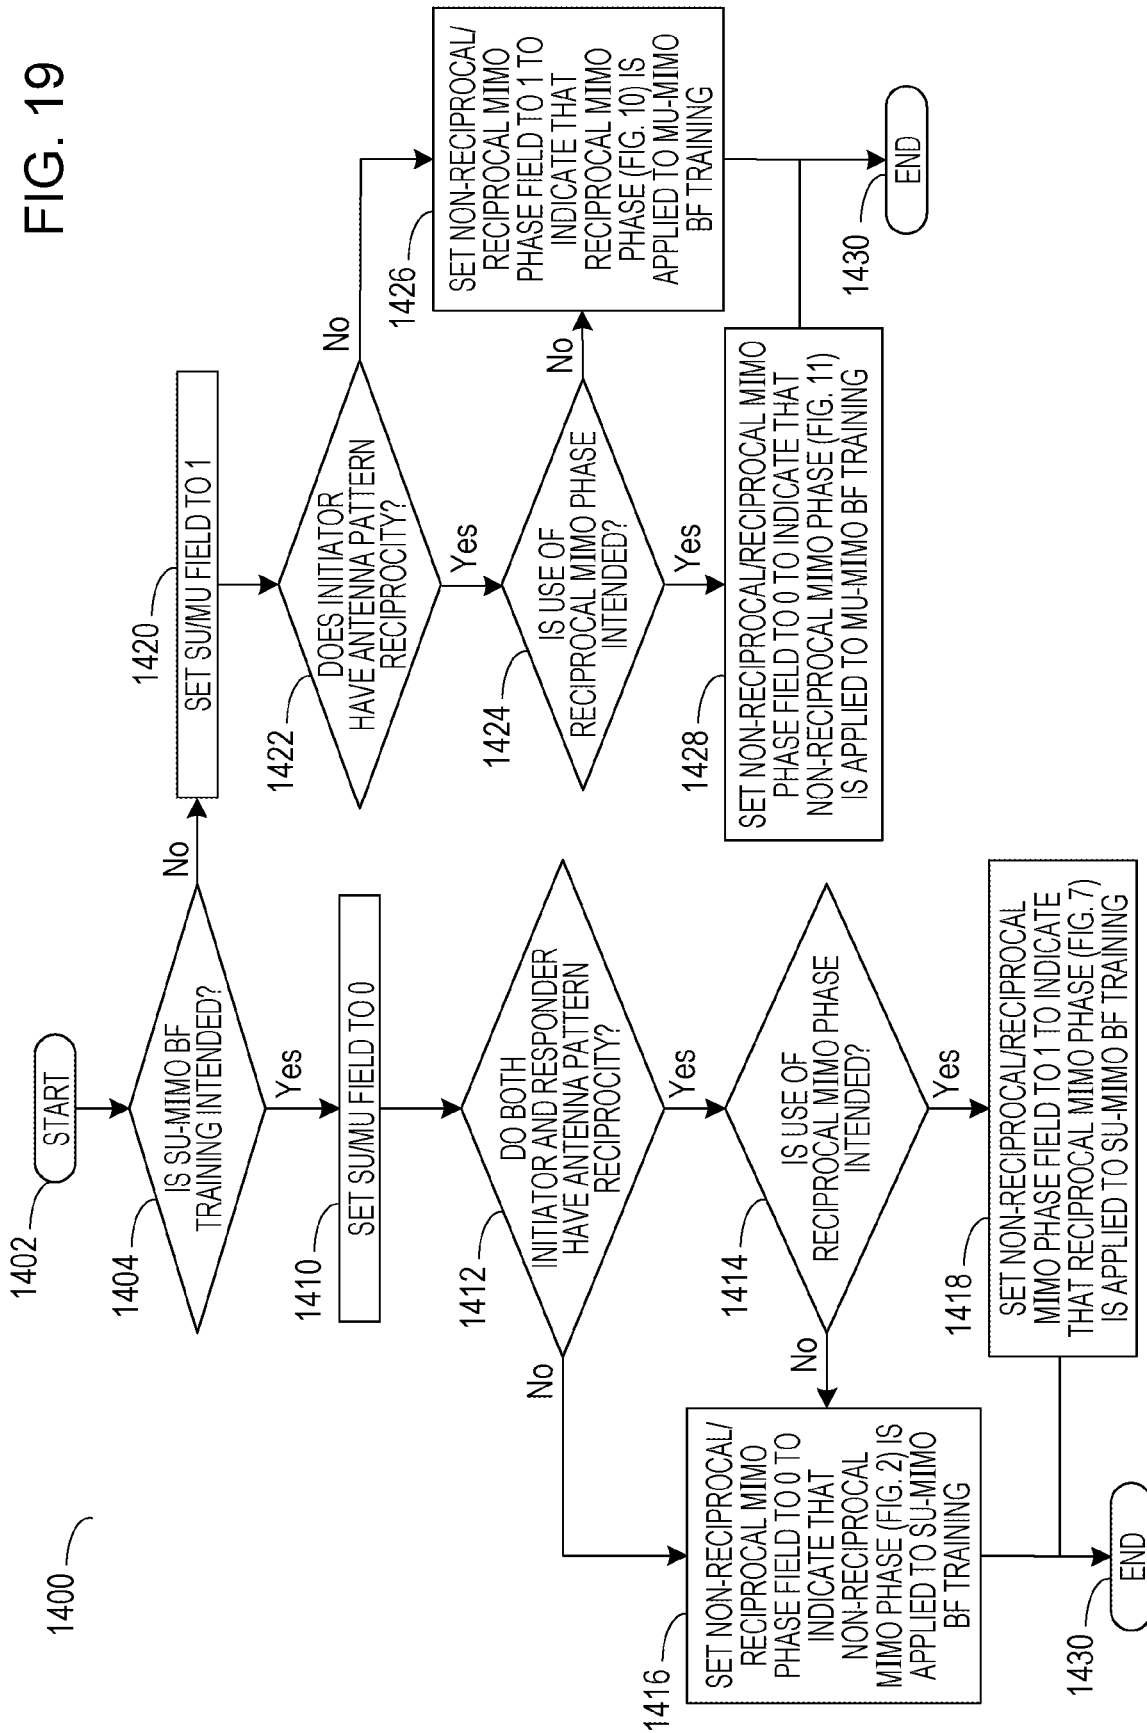 FIG. 19
1400
1402
START
1404
IS SU-MIMO BF
TRAINING INTENDED?
No
Yes
1410
SET SU/MU FIELD TO 0
1412
DO BOTH
INITIATOR AND RESPONDER
HAVE ANTENNA PATTERN
RECIPROCITY?
No
Yes
1414
IS USE OF
RECIPROCAL MIMO PHASE
INTENDED?
No
Yes
1416
SET NON-RECIPROCAL/
RECIPROCAL MIMO
PHASE FIELD TO 0 TO
INDICATE THAT
NON-RECIPROCAL
MIMO PHASE (FIG. 2) IS
APPLIED TO SU-MIMO
BF TRAINING
1418
SET NON-RECIPROCAL/RECIPROCAL
MIMO PHASE FIELD TO 1 TO INDICATE
THAT RECIPROCAL MIMO PHASE (FIG. 7)
IS APPLIED TO SU-MIMO BF TRAINING
1430
END
1420
SET SU/MU FIELD TO 1
1422
DOES INITIATOR
HAVE ANTENNA PATTERN
RECIPROCITY?
No
Yes
1424
IS USE OF
RECIPROCAL MIMO PHASE
INTENDED?
No
Yes
1426
SET NON-RECIPROCAL/
RECIPROCAL MIMO
PHASE FIELD TO 1 TO
INDICATE THAT
RECIPROCAL MIMO
PHASE (FIG. 10) IS
APPLIED TO MU-MIMO
BF TRAINING
1428
SET NON-RECIPROCAL/RECIPROCAL MIMO
PHASE FIELD TO 0 TO INDICATE THAT
NON-RECIPROCAL MIMO PHASE (FIG. 11)
IS APPLIED TO MU-MIMO BF TRAINING
1430
END